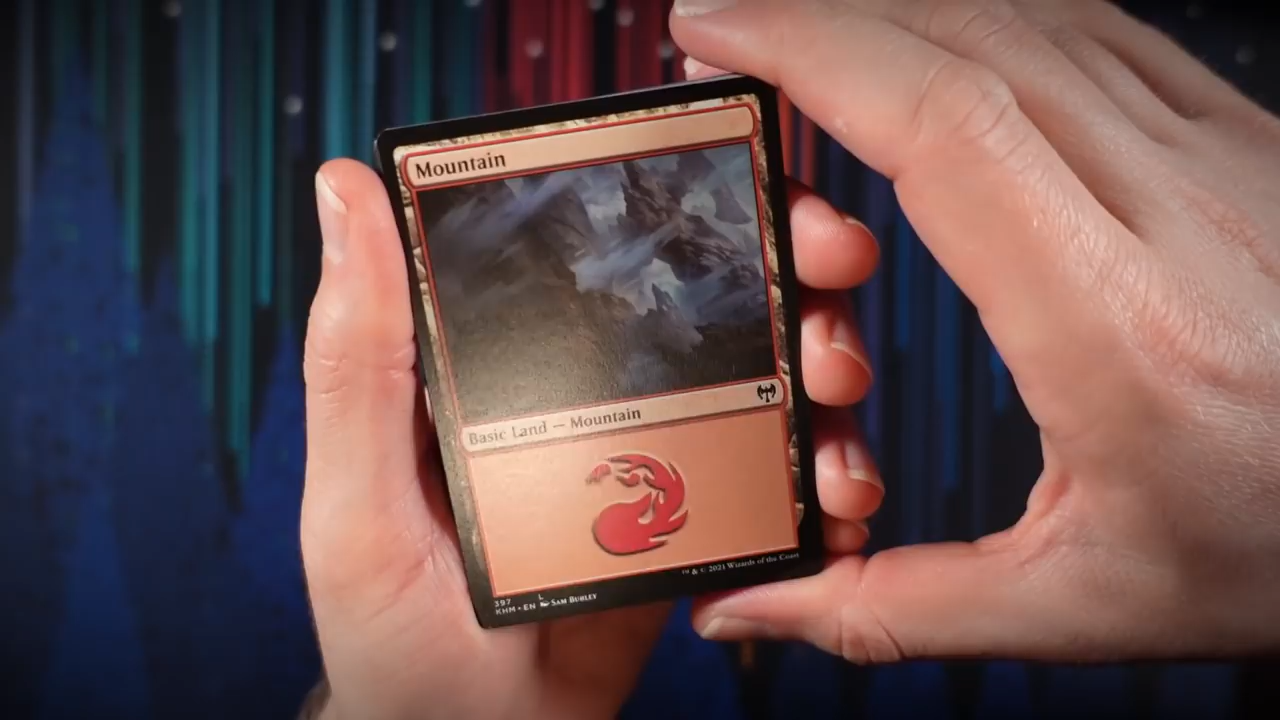 Mountain
Basic Land — Mountain
™ & © 2021 Wizards of the Coast
397 L
KHM • EN Sam Burley